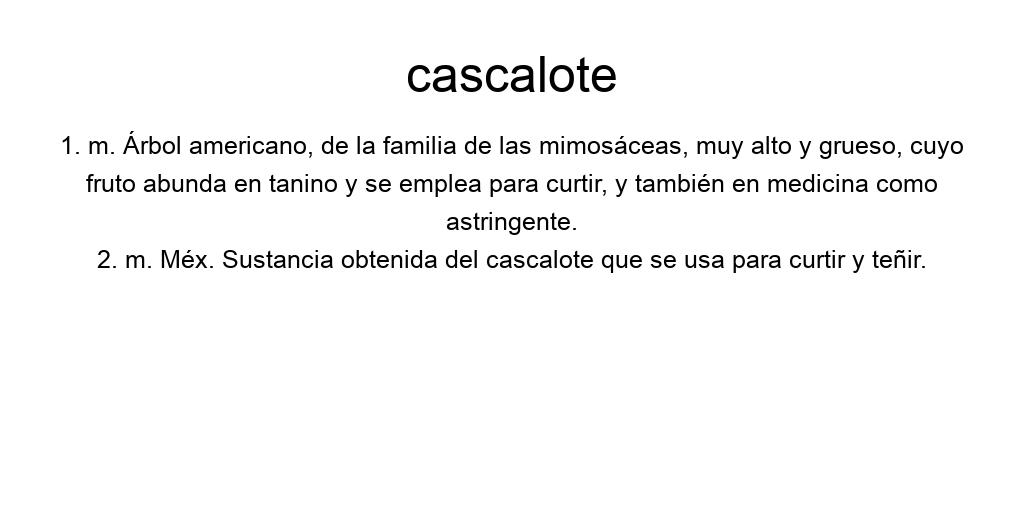 cascalote
1. m. Árbol americano, de la familia de las mimosáceas, muy alto y grueso, cuyo
fruto abunda en tanino y se emplea para curtir, y también en medicina como
astringente.
2. m. Méx. Sustancia obtenida del cascalote que se usa para curtir y teñir.